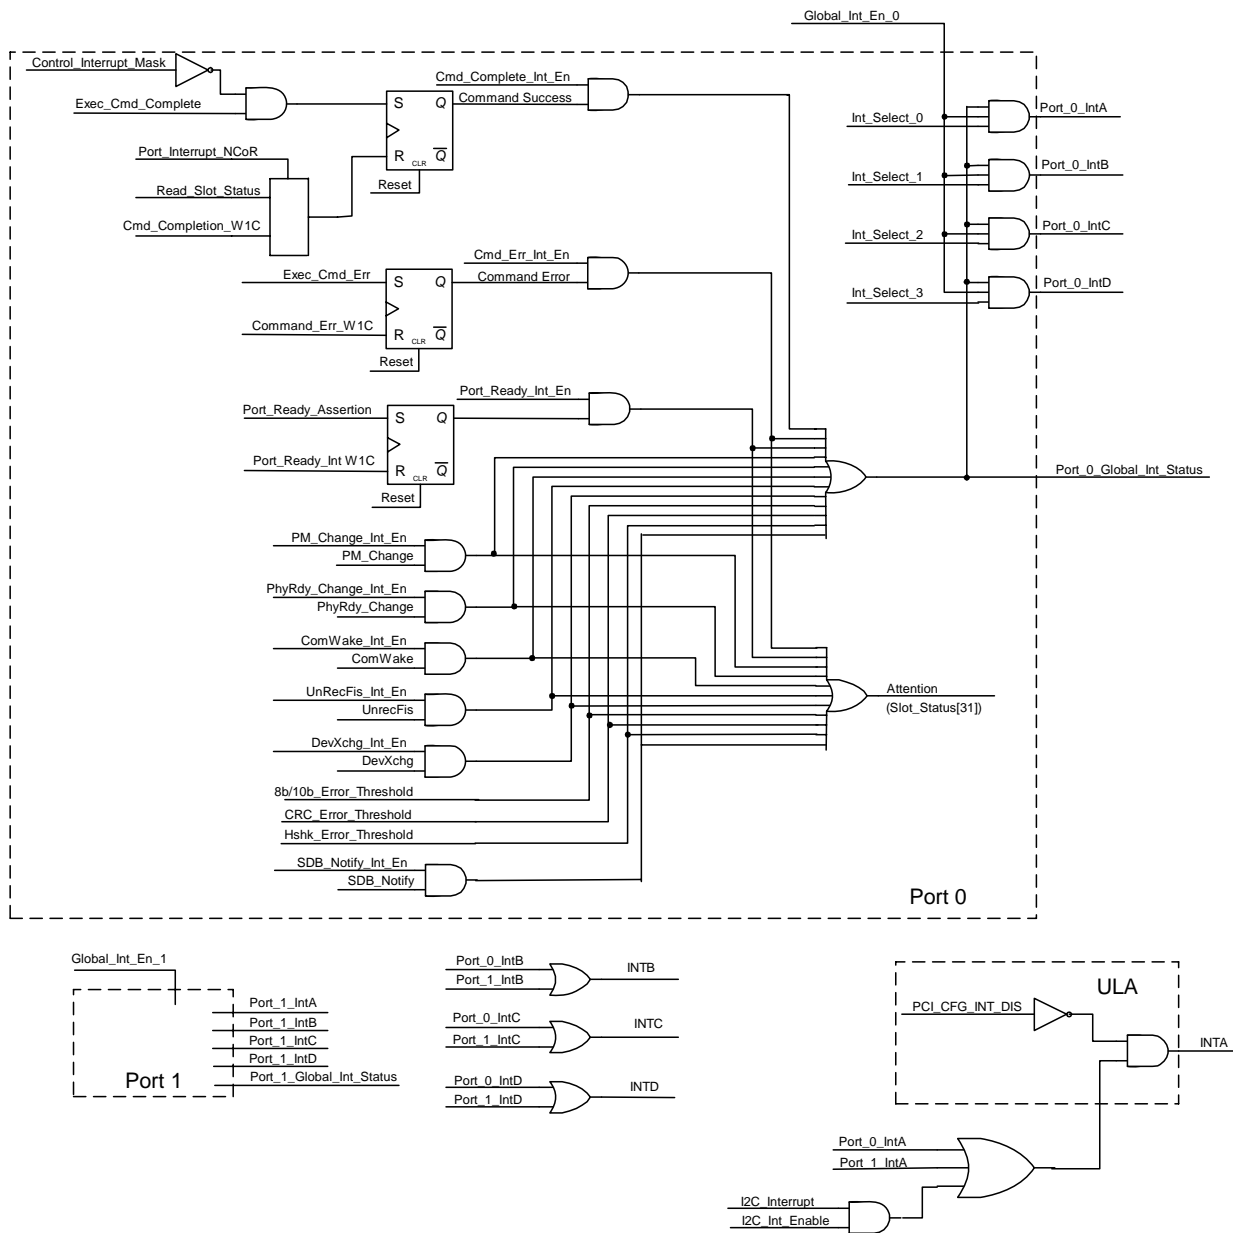 Global_Int_En_0
Control_Interrupt_Mask
Exec_Cmd_Complete
S
Q
R
CLR
Q
Reset
Cmd_Complete_Int_En
Command Success
Port_Interrupt_NCoR
Read_Slot_Status
Cmd_Completion_W1C
Int_Select_0
Port_0_IntA
Int_Select_1
Port_0_IntB
Int_Select_2
Port_0_IntC
Int_Select_3
Port_0_IntD
Exec_Cmd_Err
S
Q
Command_Err_W1C
R
CLR
Q
Reset
Cmd_Err_Int_En
Command Error
Port_Ready_Assertion
S
Q
Port_Ready_Int W1C
R
CLR
Q
Reset
Port_Ready_Int_En
Port_0_Global_Int_Status
PM_Change_Int_En
PM_Change
PhyRdy_Change_Int_En
PhyRdy_Change
ComWake_Int_En
ComWake
UnRecFis_Int_En
UnrecFis
DevXchg_Int_En
DevXchg
8b/10b_Error_Threshold
CRC_Error_Threshold
Hshk_Error_Threshold
SDB_Notify_Int_En
SDB_Notify
Attention
(Slot_Status[31])
Port 0
Global_Int_En_1
Port_1_IntA
Port_1_IntB
Port_1_IntC
Port_1_IntD
Port_1_Global_Int_Status
Port 1
Port_0_IntB
Port_1_IntB
INTB
Port_0_IntC
Port_1_IntC
INTC
Port_0_IntD
Port_1_IntD
INTD
ULA
PCI_CFG_INT_DIS
INTA
Port_0_IntA
Port_1_IntA
I2C_Interrupt
I2C_Int_Enable